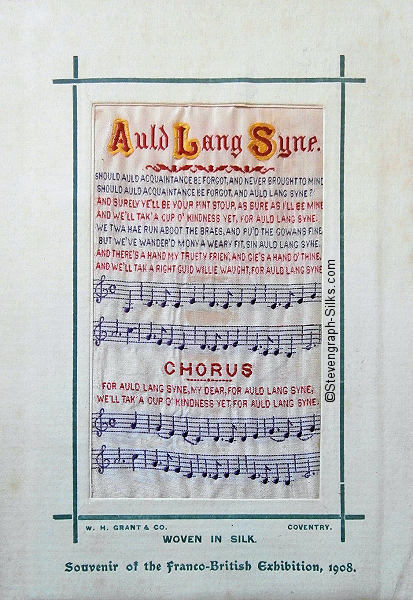 Auld Lang Syne.
SHOULD AULD ACQUAINTANCE BE FORGOT, AND NEVER BROUGHT TO MIND
SHOULD AULD ACQUAINTANCE BE FORGOT, AND AULD LANG SYNE?
AND SURELY YE'LL BE YOUR PINT STOUP, AS SURE AS I'LL BE MINE
AND WE'LL TAK' A CUP O' KINDNESS YET, FOR AULD LANG SYNE.
WE TWA HAE RUN ABOOT THE BRAES, AND PU'D THE GOWANS FINE
BUT WE'VE WANDER'D MONY A WEARY FIT, SIN AULD LANG SYNE.
AND THERE'S A HAND MY TRUSTY FRIEN', AND GIE'S A HAND O' THINE,
AND WE'LL TAK A RIGHT GUID WILLIE WAUGHT, FOR AULD LANG SYNE
CHORUS
FOR AULD LANG SYNE, MY DEAR, FOR AULD LANG SYNE,
WE'LL TAK' A CUP O' KINDNESS YET, FOR AULD LANG SYNE.
©Stevengraph-Silks.com
W. H. GRANT & CO. COVENTRY.
WOVEN IN SILK.
Souvenir of the Franco-British Exhibition, 1908.